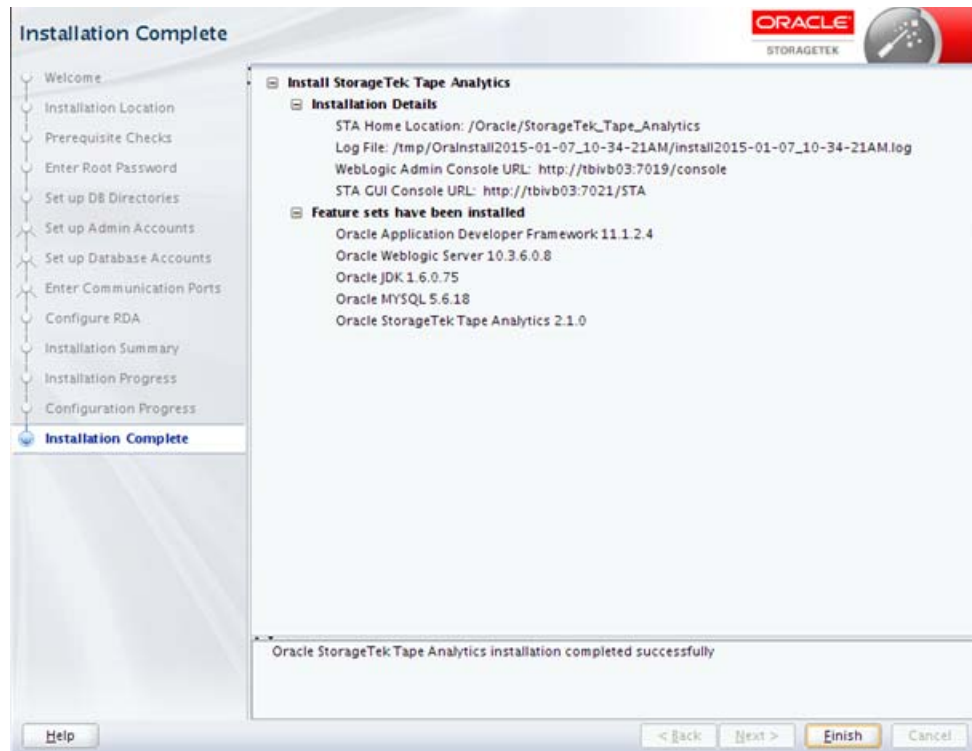 Installation Complete
ORACLE
STORAGETEK
Welcome
Installation Location
Prerequisite Checks
Enter Root Password
Set up DB Directories
Set up Admin Accounts
Set up Database Accounts
Enter Communication Ports
Configure RDA
Installation Summary
Installation Progress
Configuration Progress
Installation Complete
Install StorageTek Tape Analytics
Installation Details
STA Home Location: /Oracle/StorageTek_Tape_Analytics
Log File: /tmp/OraInstall2015-01-07_10-34-21AM/install2015-01-07_10-34-21AM.log
WebLogic Admin Console URL: http://tbivb03:7019/console
STA GUI Console URL: http://tbivb03:7021/STA
Feature sets have been installed
Oracle Application Developer Framework 11.1.2.4
Oracle Weblogic Server 10.3.6.0.8
Oracle JDK 1.6.0.75
Oracle MYSQL 5.6.18
Oracle StorageTek Tape Analytics 2.1.0
Oracle StorageTek Tape Analytics installation completed successfully
Help
< Back
Next >
Finish
Cancel